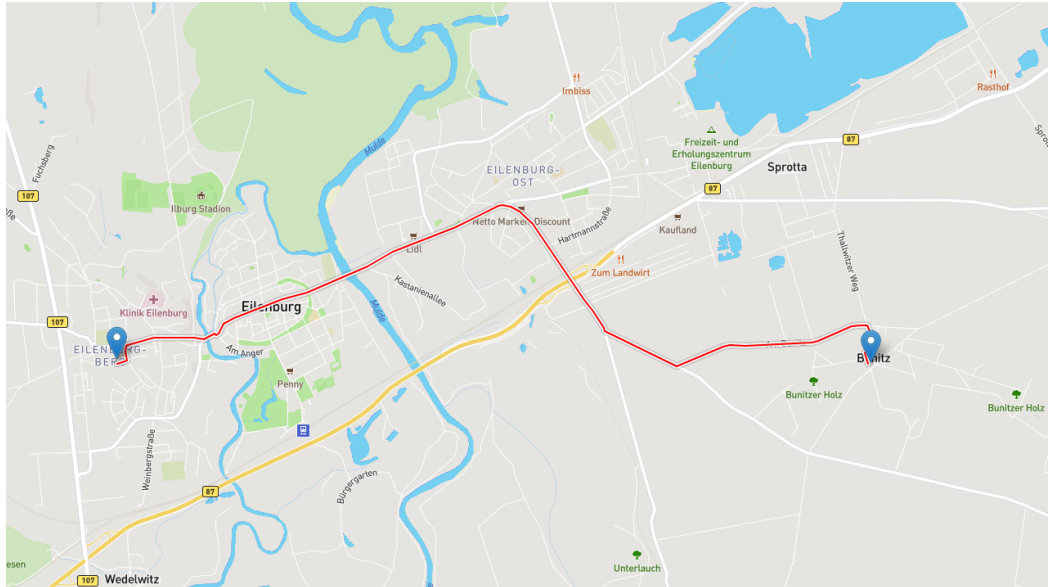 Mulde
Imbiss
Rasthof
Fuchsberg
Freizeit- und
Erholungszentrum
Eilenburg
87
Sprotta
EILENBURG-
OST
107
Ilburg Stadion
87
Netto Marken-Discount
Hartmannstraße
Kaufland
Lidl
Zum Landwirt
Thallwitzer Weg
Kastanienallee
Klinik Eilenburg
Eilenburg
Mulde
107
EILENBURG-
Am Anger
Penny
Bunitzer Holz
Bunitzer Holz
Weinbergstraße
Bürgergarten
87
Unterlauch
107
Wedelwitz